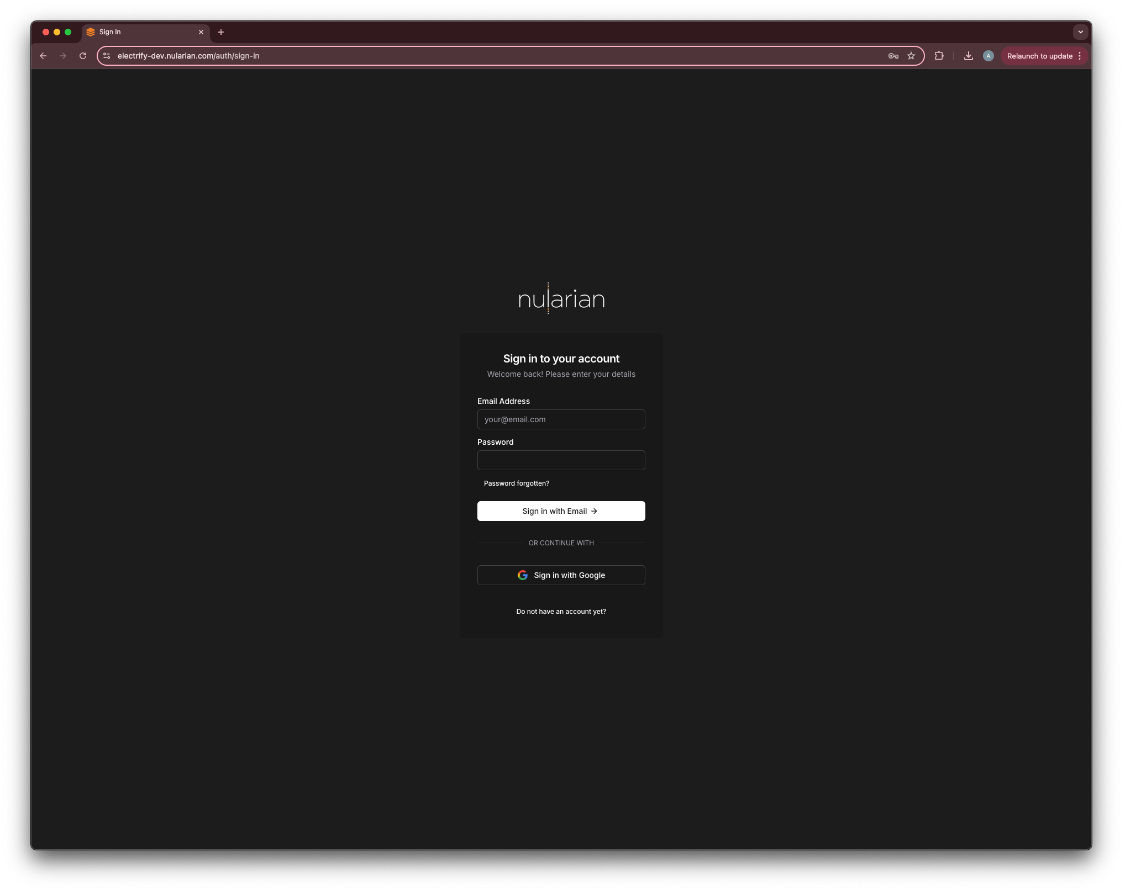 Sign In
electrify-dev.nularian.com/auth/sign-in
A
Relaunch to update
nularian
Sign in to your account
Welcome back! Please enter your details
Email Address
your@email.com
Password
Password forgotten?
Sign in with Email →
OR CONTINUE WITH
Sign in with Google
Do not have an account yet?